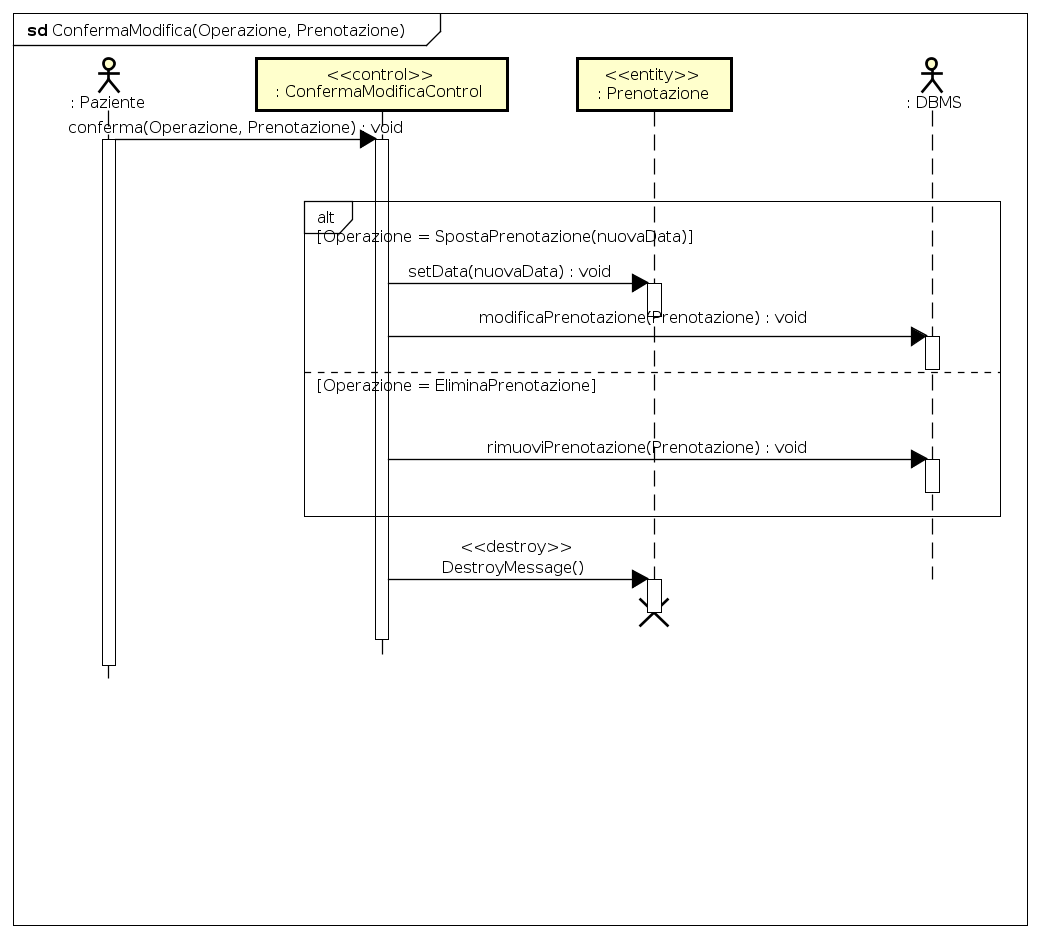 sd ConfermaModifica(Operazione, Prenotazione)
: Paziente
<<control>>
: ConfermaModificaControl
<<entity>>
: Prenotazione
: DBMS
conferma(Operazione, Prenotazione) : void
alt
[Operazione = SpostaPrenotazione(nuovaData)]
setData(nuovaData) : void
modificaPrenotazione(Prenotazione) : void
[Operazione = EliminaPrenotazione]
rimuoviPrenotazione(Prenotazione) : void
<<destroy>>
DestroyMessage()